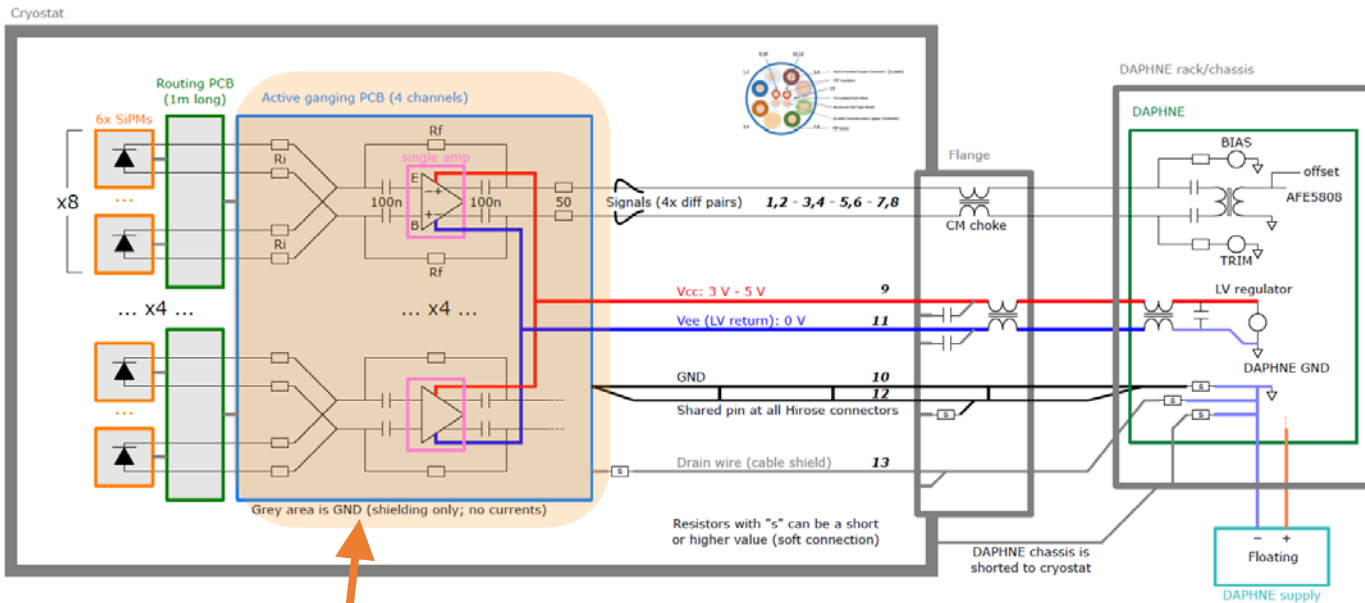 Cryostat
Routing PCB
(1m long)
Active ganging PCB (4 channels)
6x SiPMs
x8
...
Ri
Ri
Rf
single amp
E
B
100n
100n
50
Rf
... x4 ...
... x4 ...
...
Grey area is GND (shielding only; no currents)
9,10
10,12
Signals (4x diff pairs)
1,2 - 3,4 - 5,6 - 7,8
Vcc: 3 V - 5 V
9
Vee (LV return): 0 V
11
GND
10
12
Shared pin at all Hirose connectors
s
s
Drain wire (cable shield)
13
Resistors with "s" can be a short
or higher value (soft connection)
Flange
CM choke
DAPHNE rack/chassis
DAPHNE
BIAS
offset
AFE5808
TRIM
LV regulator
DAPHNE GND
s
s
s
DAPHNE chassis is
shorted to cryostat
- +
Floating
DAPHNE supply